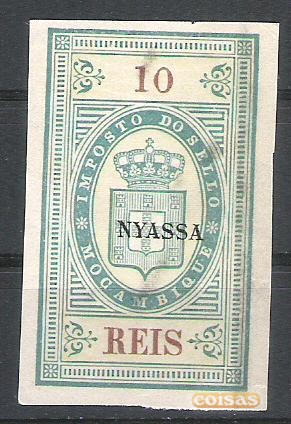 10
IMPOSTO DO SELLO
NYASSA
MOÇAMBIQUE
REIS
coisas